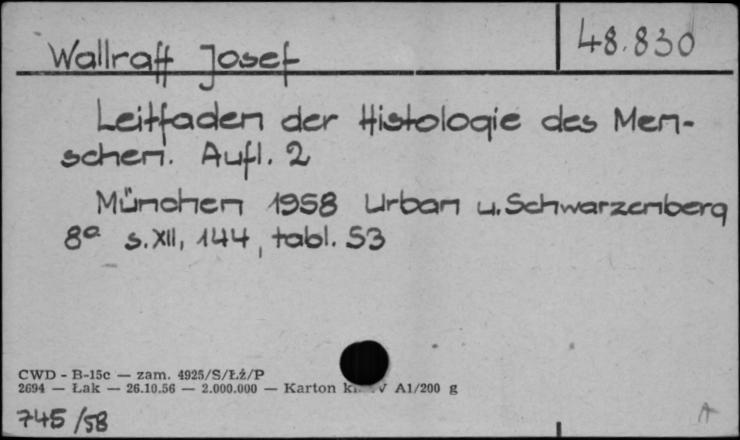 Wallraff Josef 48.830
Leitfaden der Histologie des Men-
schen. Aufl. 2
München 1958 Urban u. Schwarzenberg
8° s. XII, 144, tabl. 53
CWD - B-15c — zam. 4925/S/Łź/P
2694 — Łak — 26.10.56 — 2.000.000 — Karton A1/200 g
745/58
A